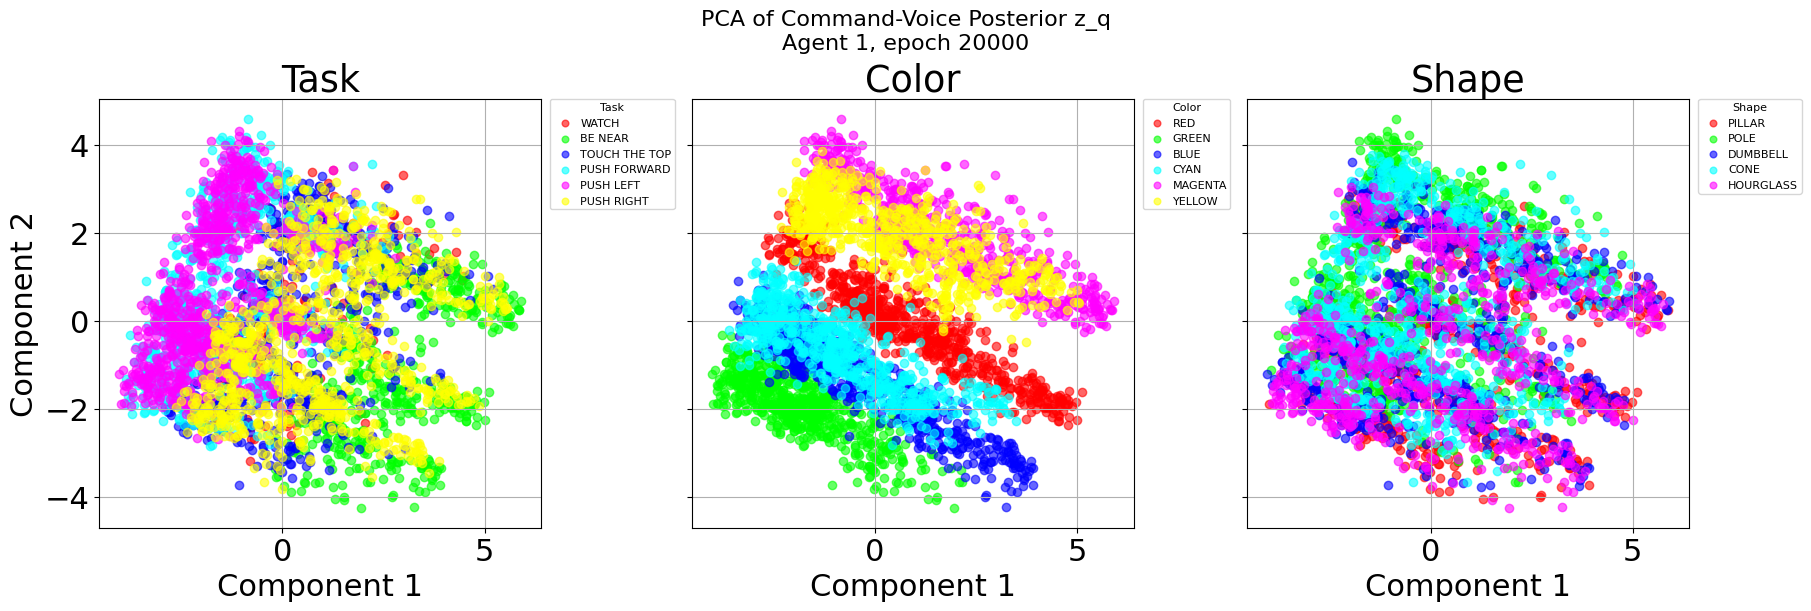 PCA of Command-Voice Posterior z_q
Agent 1, epoch 20000
Task
Color
Shape
Component 2
4
2
0
−2
−4
0
5
Component 1
Task
WATCH
BE NEAR
TOUCH THE TOP
PUSH FORWARD
PUSH LEFT
PUSH RIGHT
0
5
Component 1
Color
RED
GREEN
BLUE
CYAN
MAGENTA
YELLOW
0
5
Component 1
Shape
PILLAR
POLE
DUMBBELL
CONE
HOURGLASS